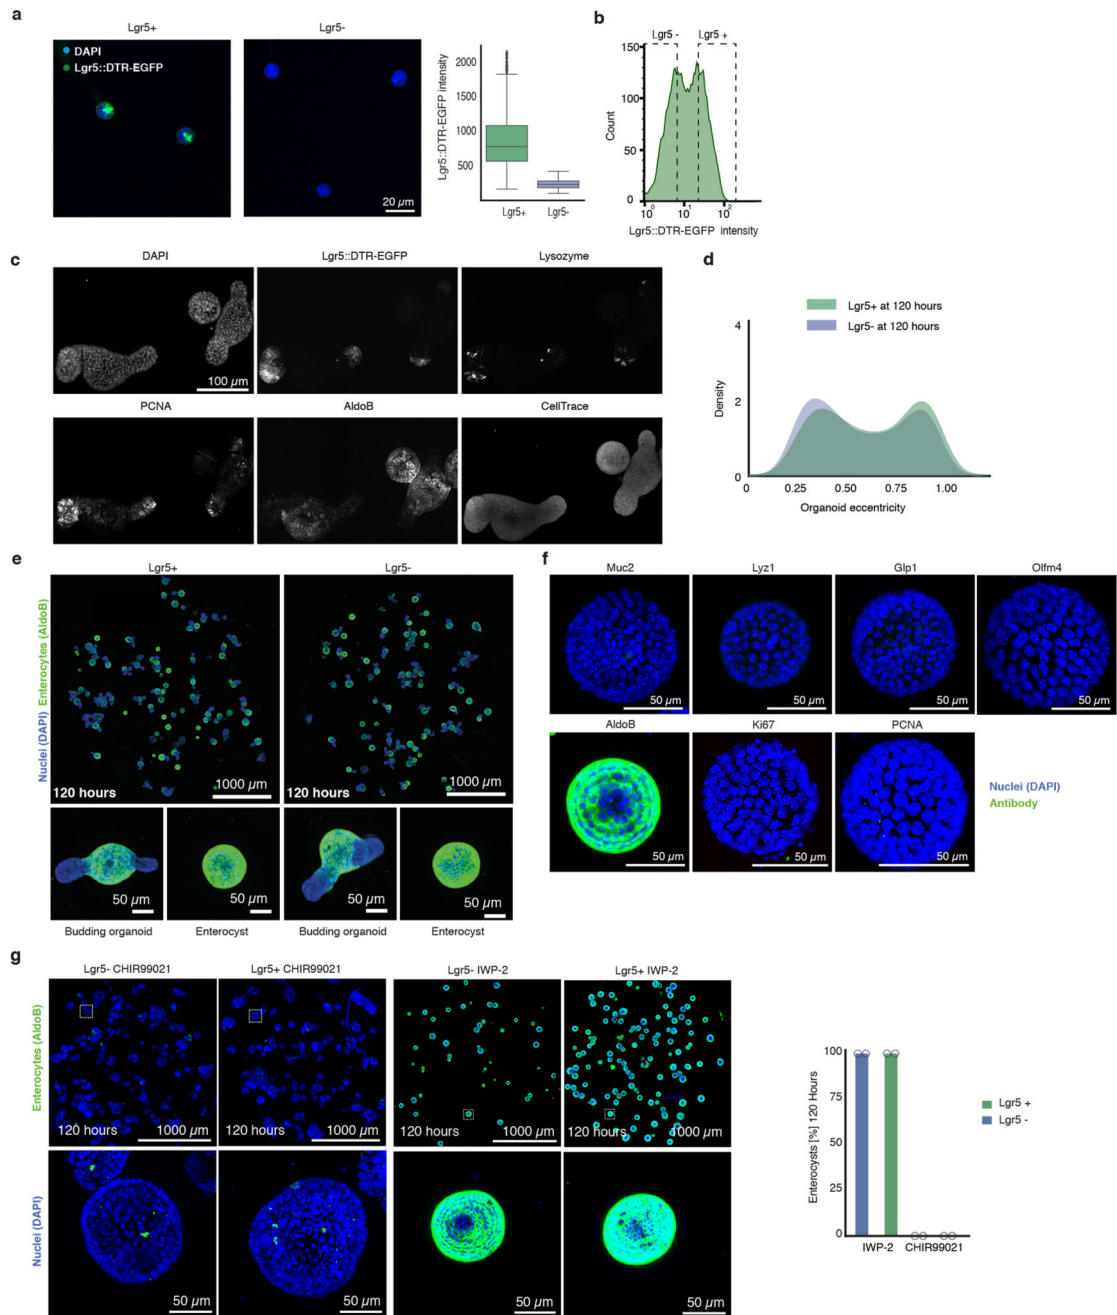 a
Lgr5+
Lgr5-
DAPI
Lgr5::DTR-EGFP
20 µm
Lgr5::DTR-EGFP intensity
2000
1500
1000
500
Lgr5+
Lgr5-
b
Lgr5 -
Lgr5 +
Count
150
100
50
0
10⁰
10¹
10²
Lgr5::DTR-EGFP intensity
c
DAPI
Lgr5::DTR-EGFP
Lysozyme
100 µm
PCNA
AldoB
CellTrace
d
Lgr5+ at 120 hours
Lgr5- at 120 hours
Density
4
2
0
0
0.25
0.50
0.75
1.00
Organoid eccentricity
e
Lgr5+
Lgr5-
Nuclei (DAPI) Enterocytes (AldoB)
120 hours
1000 µm
120 hours
1000 µm
50 µm
50 µm
50 µm
50 µm
Budding organoid
Enterocyst
Budding organoid
Enterocyst
f
Muc2
Lyz1
Glp1
Olfm4
50 µm
50 µm
50 µm
50 µm
AldoB
Ki67
PCNA
50 µm
50 µm
50 µm
Nuclei (DAPI)
Antibody
g
Lgr5- CHIR99021
Lgr5+ CHIR99021
Lgr5- IWP-2
Lgr5+ IWP-2
Enterocytes (AldoB)
120 hours
1000 µm
120 hours
1000 µm
120 hours
1000 µm
120 hours
1000 µm
Nuclei (DAPI)
50 µm
50 µm
50 µm
50 µm
Enterocysts [%] 120 Hours
100
75
50
25
0
IWP-2
CHIR99021
Lgr5 +
Lgr5 -